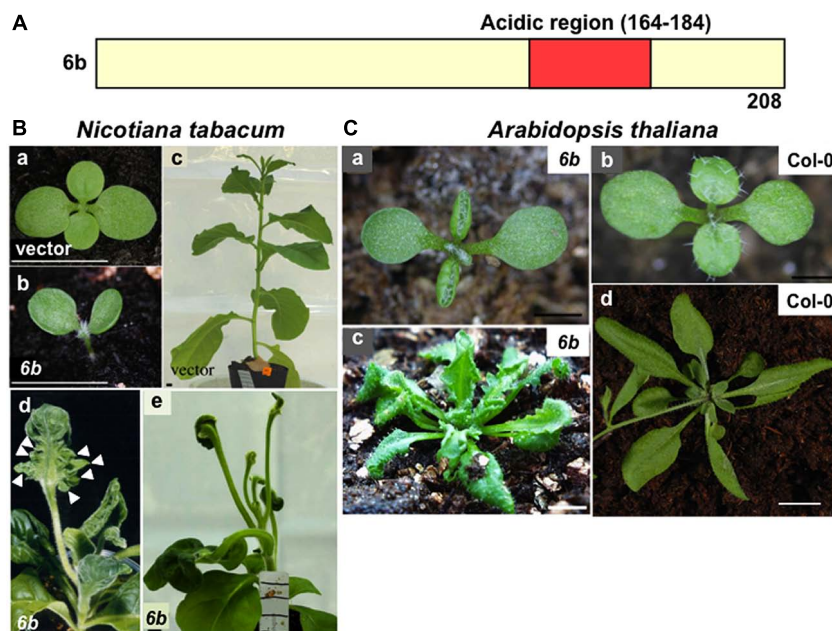 A
Acidic region (164-184)
6b
208
B
Nicotiana tabacum
C
Arabidopsis thaliana
a
vector
b
6b
c
vector
d
6b
e
6b
a
6b
b
Col-0
c
6b
d
Col-0